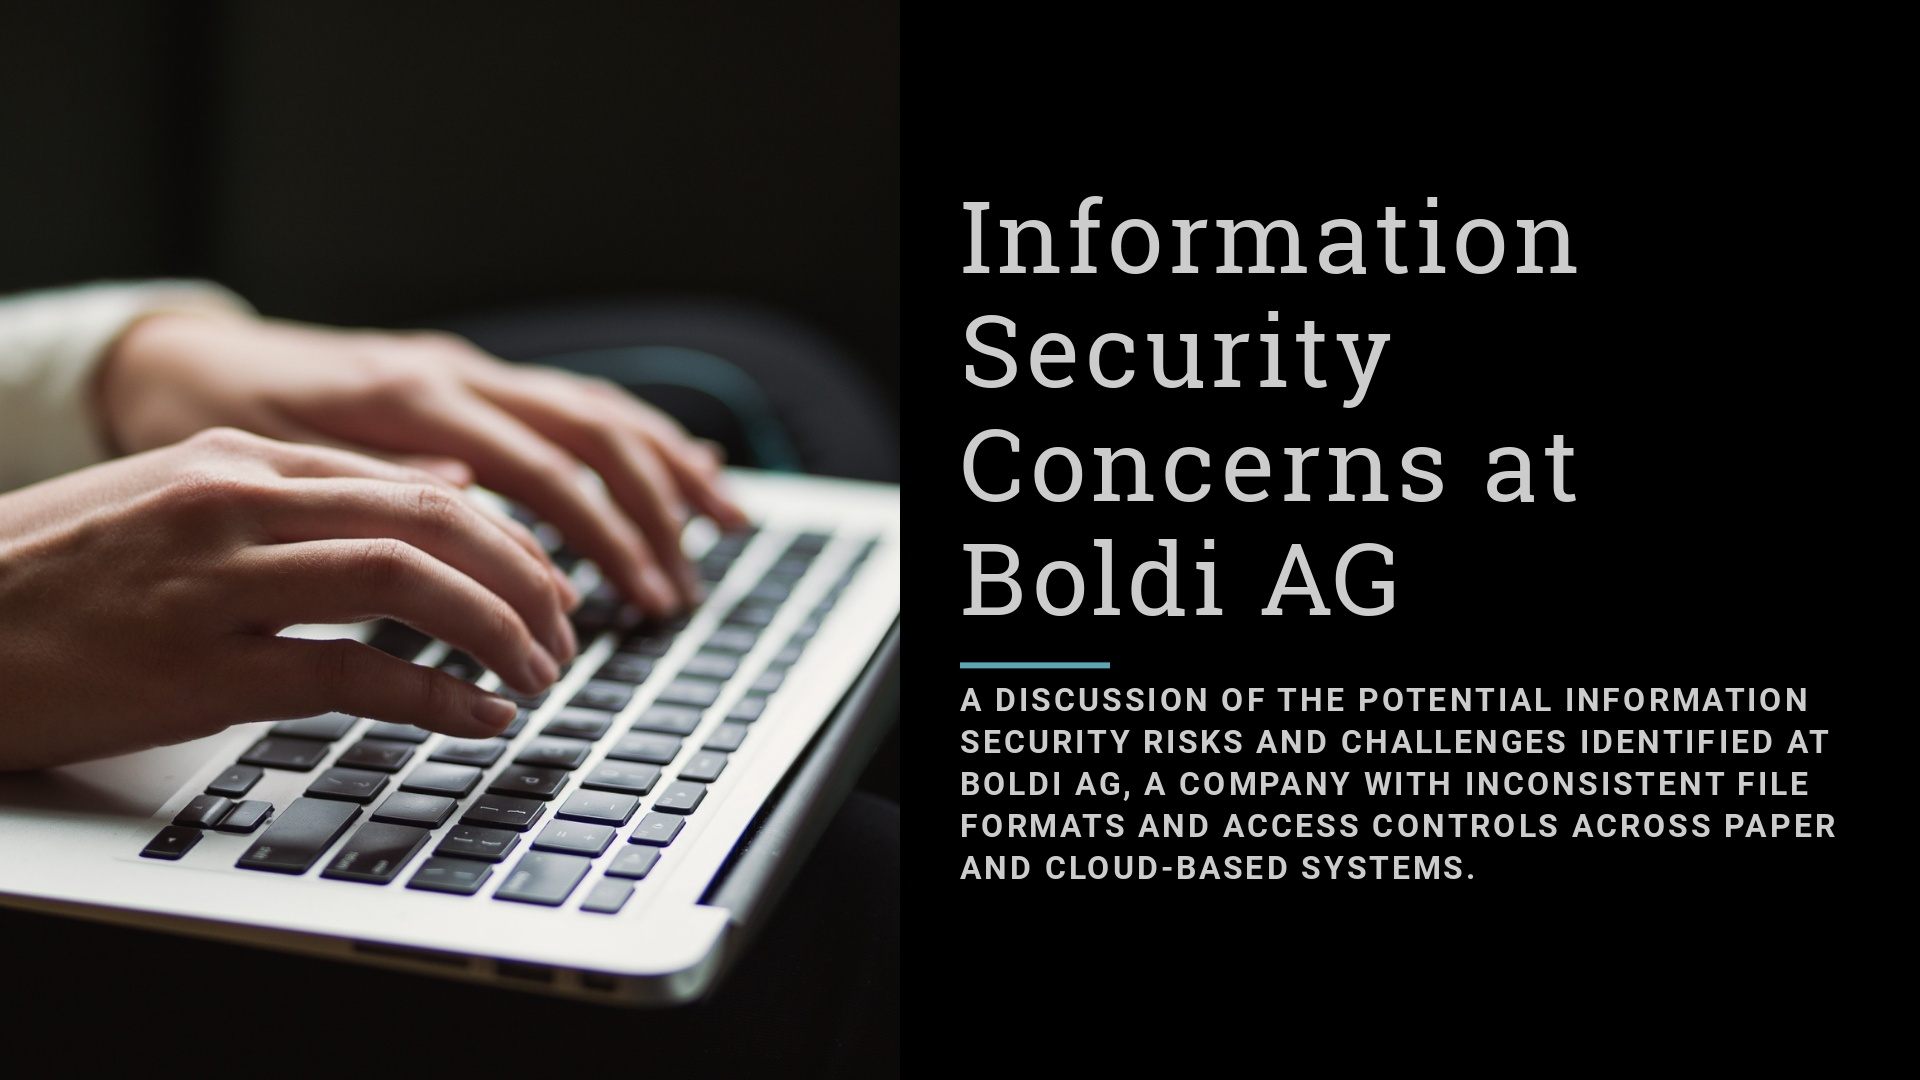 Information
Security
Concerns at
Boldi AG
A DISCUSSION OF THE POTENTIAL INFORMATION
SECURITY RISKS AND CHALLENGES IDENTIFIED AT
BOLDI AG, A COMPANY WITH INCONSISTENT FILE
FORMATS AND ACCESS CONTROLS ACROSS PAPER
AND CLOUD-BASED SYSTEMS.